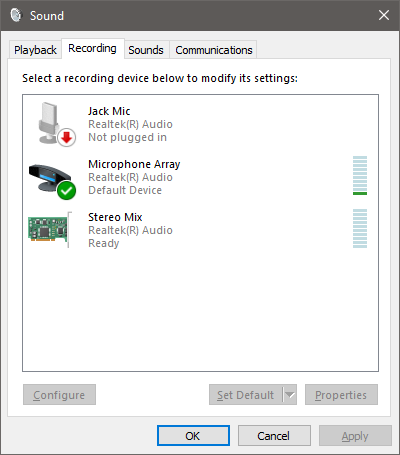 Sound
Playback Recording Sounds Communications
Select a recording device below to modify its settings:
Jack Mic
Realtek(R) Audio
Not plugged in
Microphone Array
Realtek(R) Audio
Default Device
Stereo Mix
Realtek(R) Audio
Ready
Configure Set Default Properties
OK Cancel Apply